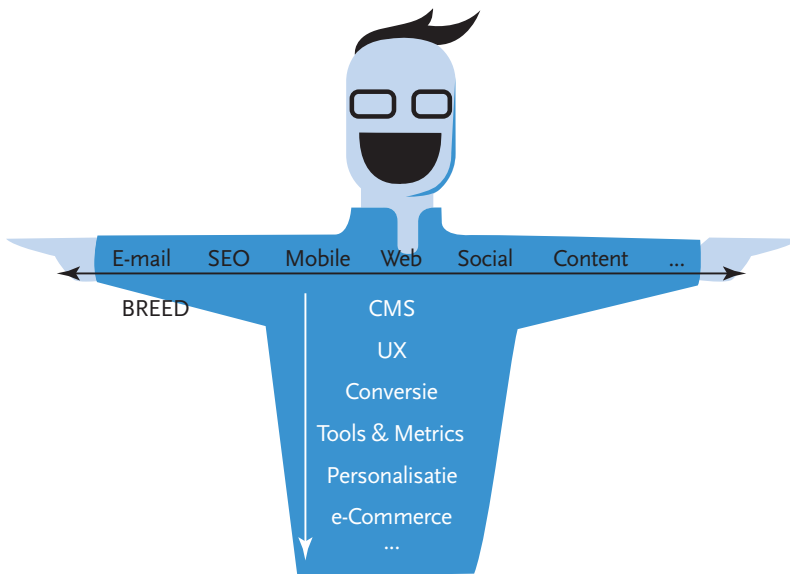 E-mail SEO Mobile Web Social Content ...
BREED
CMS
UX
Conversie
Tools & Metrics
Personalisatie
e-Commerce
...